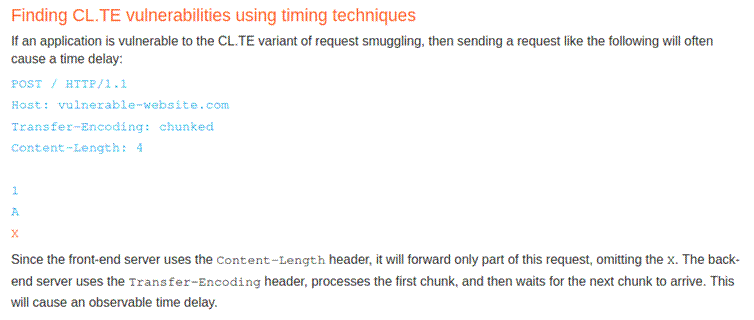 Finding CL.TE vulnerabilities using timing techniques
If an application is vulnerable to the CL.TE variant of request smuggling, then sending a request like the following will often
cause a time delay:
POST / HTTP/1.1
Host: vulnerable-website.com
Transfer-Encoding: chunked
Content-Length: 4
1
A
X
Since the front-end server uses the Content-Length header, it will forward only part of this request, omitting the X. The back-
end server uses the Transfer-Encoding header, processes the first chunk, and then waits for the next chunk to arrive. This
will cause an observable time delay.